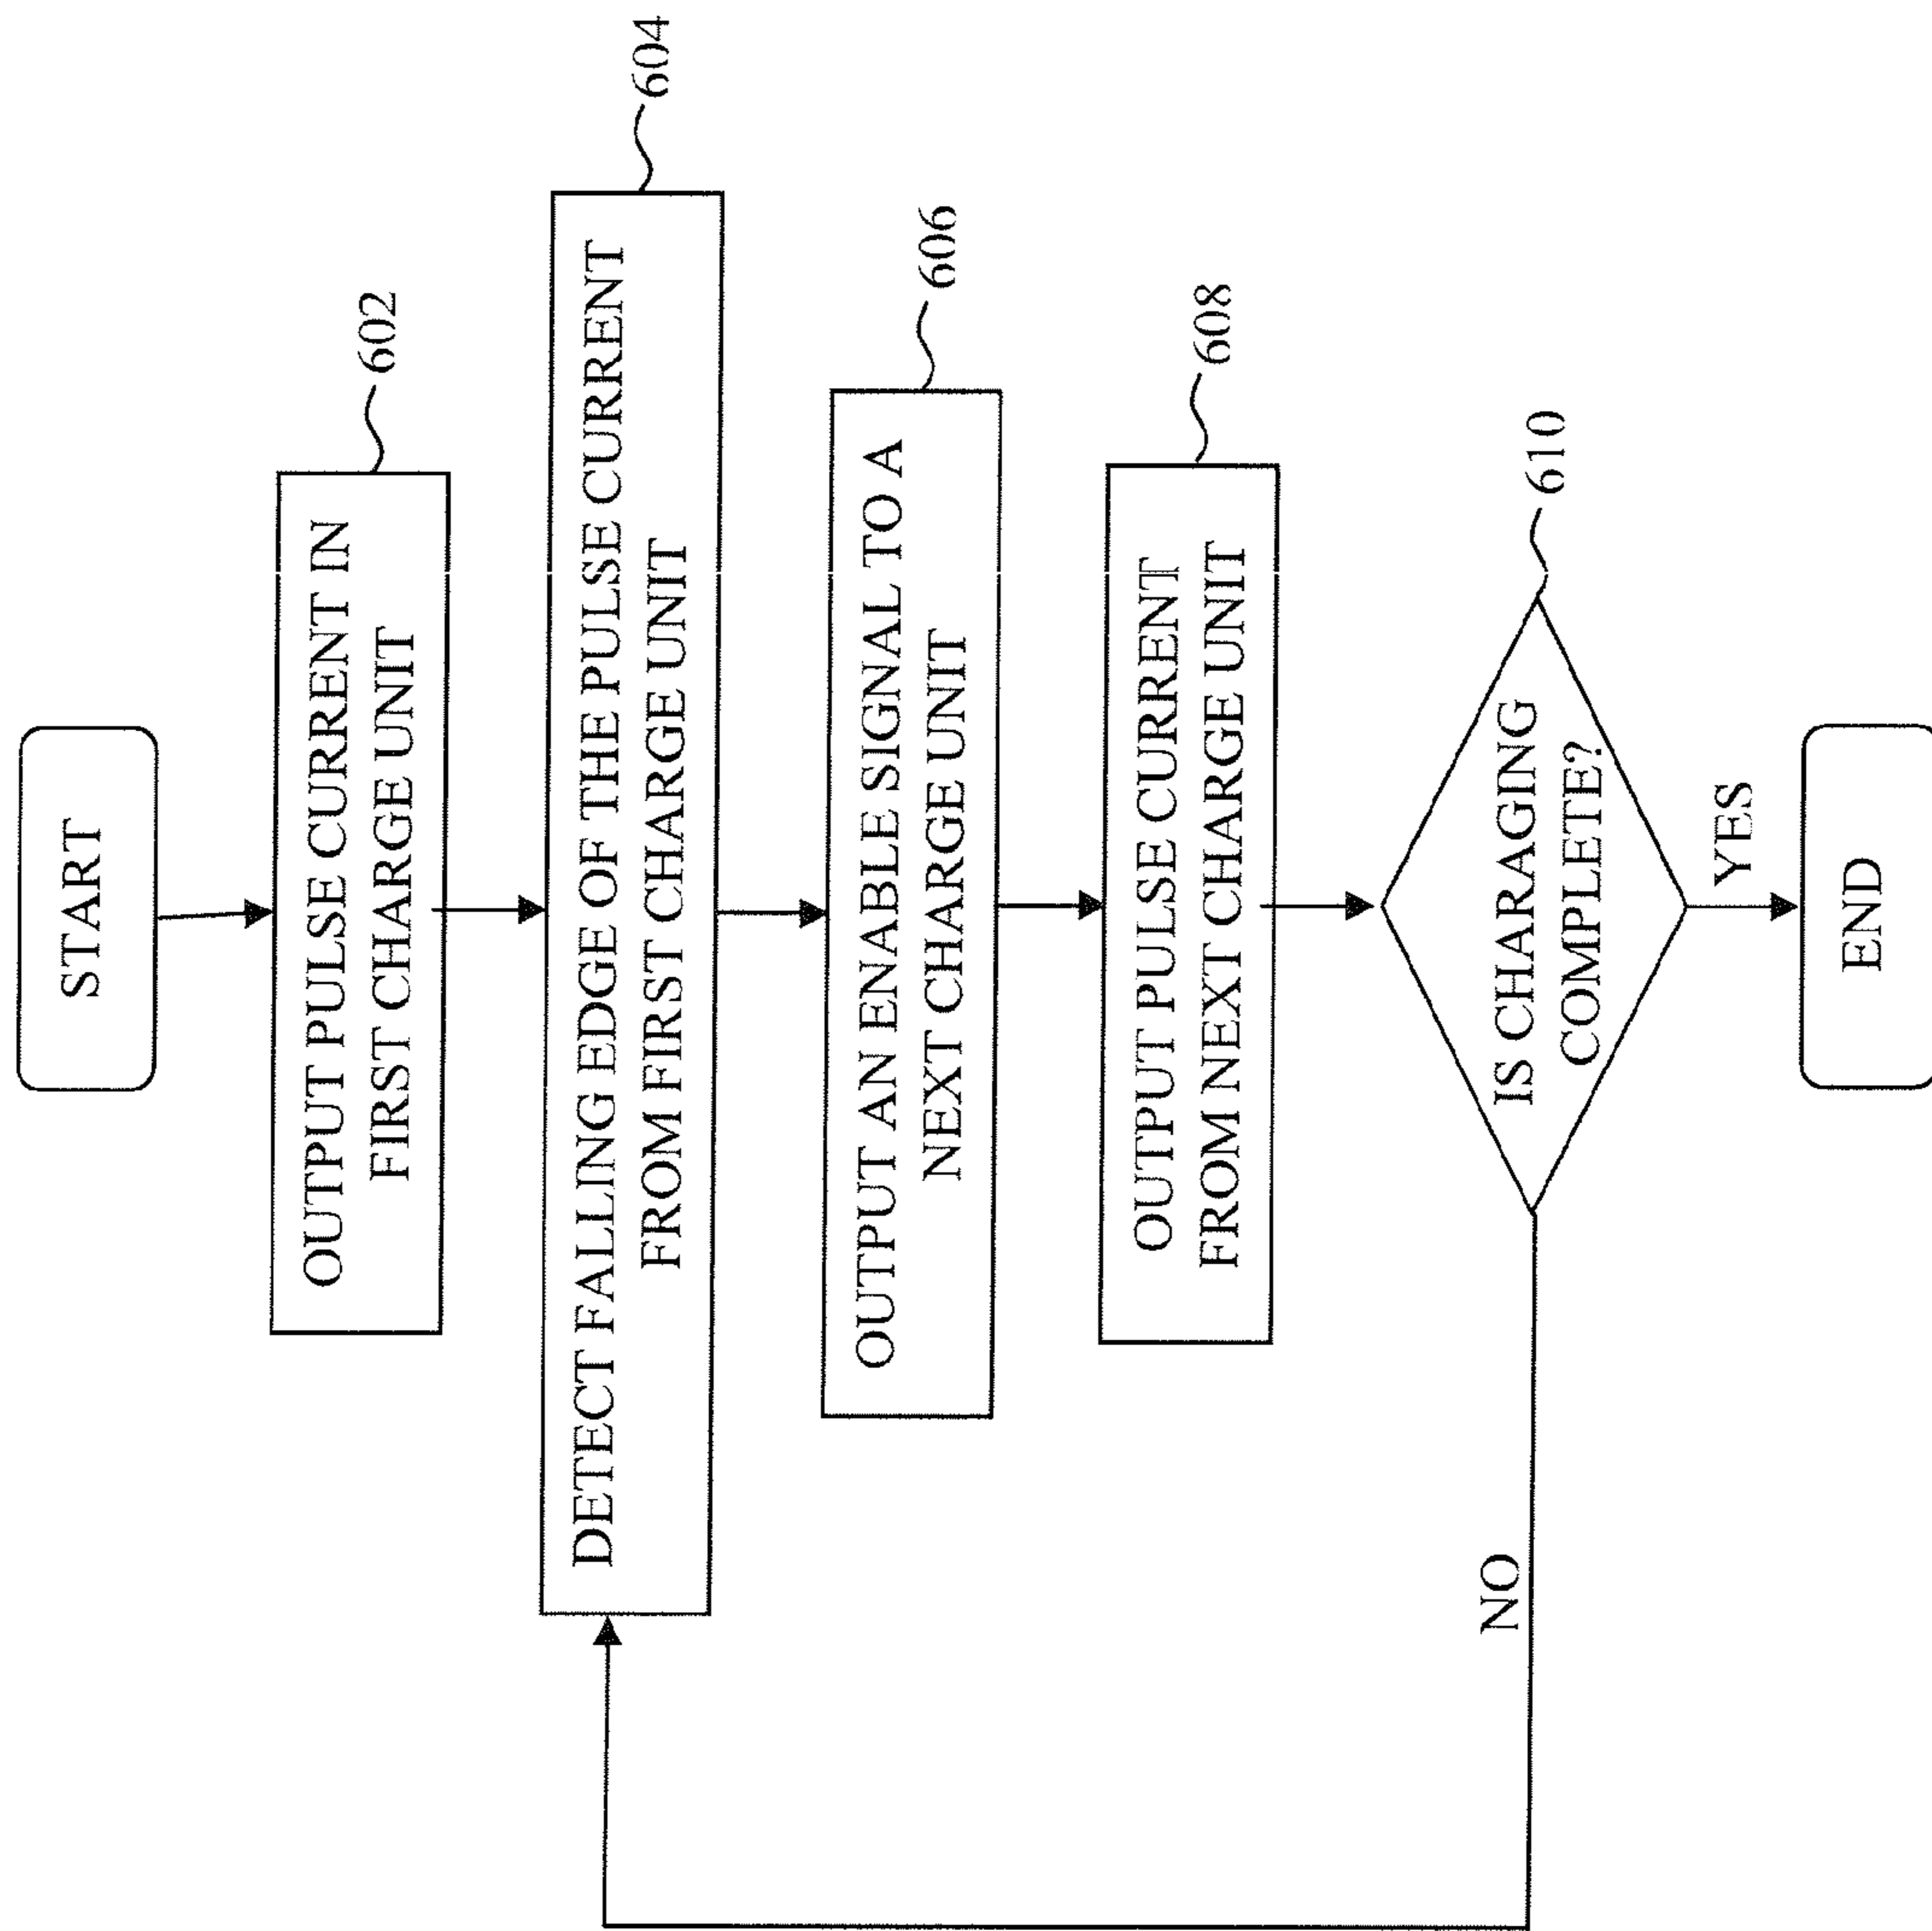 START
OUTPUT PULSE CURRENT IN
FIRST CHARGE UNIT
602
DETECT FALLING EDGE OF THE PULSE CURRENT
FROM FIRST CHARGE UNIT
604
OUTPUT AN ENABLE SIGNAL TO A
NEXT CHARGE UNIT
606
OUTPUT PULSE CURRENT
FROM NEXT CHARGE UNIT
608
IS CHARAGING
COMPLETE?
610
NO
YES
END